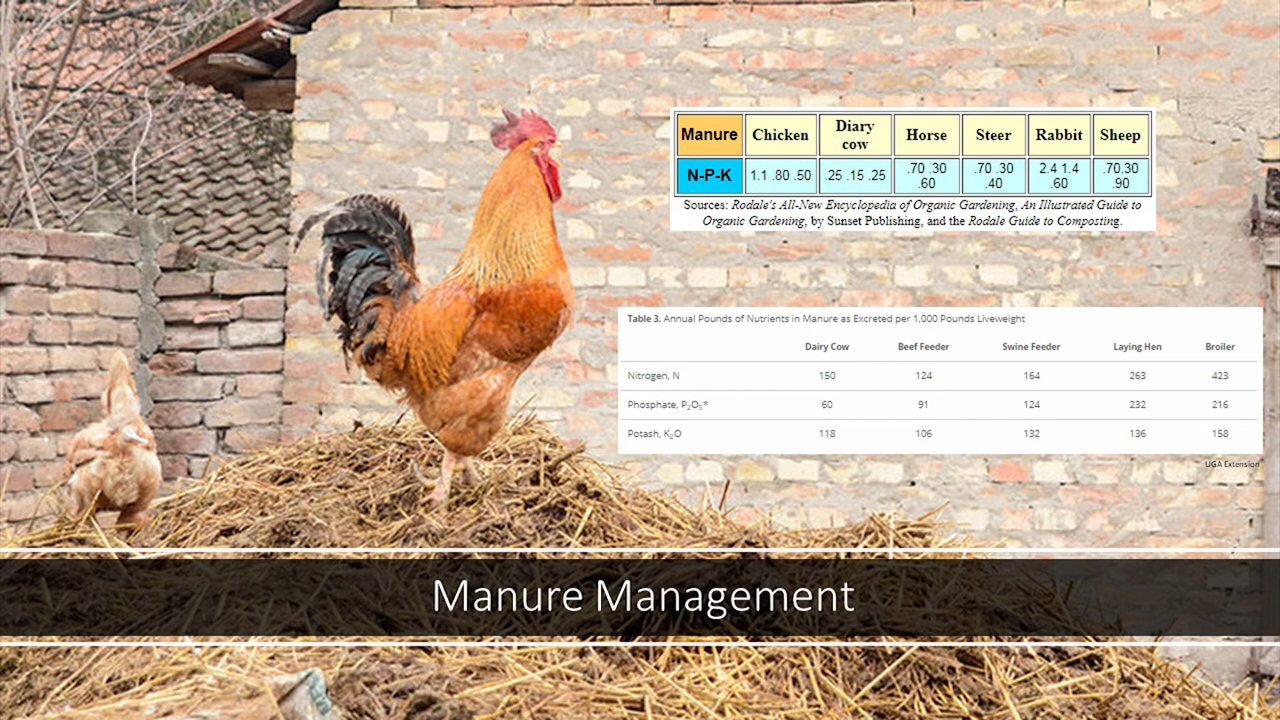 Manure Chicken Diary cow Horse Steer Rabbit Sheep
N-P-K 1.1 .80 .50 .25 .15 .25 .70 .30 .60 .70 .30 .40 2.4 1.4 .60 .70.30 .90
Sources: Rodale's All-New Encyclopedia of Organic Gardening, An Illustrated Guide to
Organic Gardening, by Sunset Publishing, and the Rodale Guide to Composting.
Table 3. Annual Pounds of Nutrients in Manure as Excreted per 1,000 Pounds Liveweight
Dairy Cow Beef Feeder Swine Feeder Laying Hen Broiler
Nitrogen, N 150 124 164 263 423
Phosphate, P₂O₅* 60 91 124 232 216
Potash, K₂O 118 106 132 136 158
UGA Extension
Manure Management